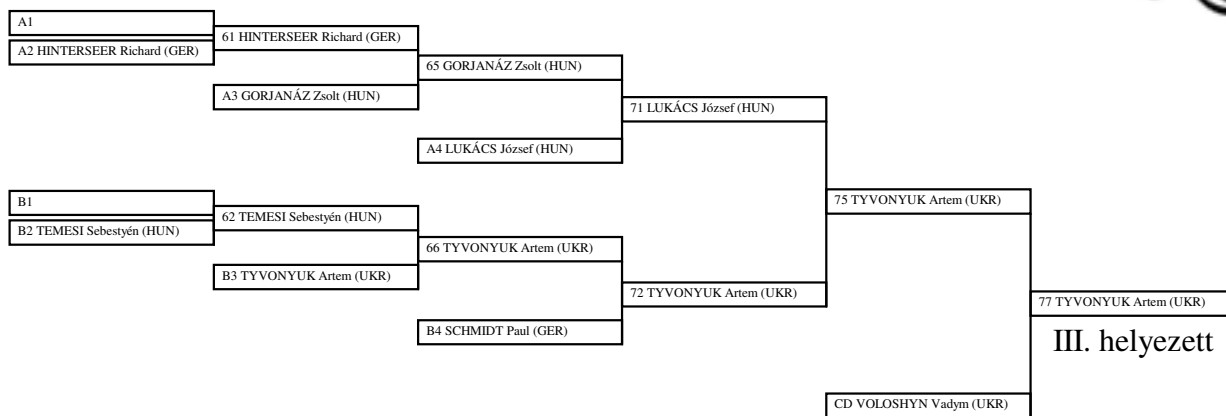 A1
61 HINTERSEER Richard (GER)
A2 HINTERSEER Richard (GER)
65 GORJANÁZ Zsolt (HUN)
A3 GORJANÁZ Zsolt (HUN)
71 LUKÁCS József (HUN)
A4 LUKÁCS József (HUN)
B1
75 TYVONYUK Artem (UKR)
62 TEMESI Sebestyén (HUN)
B2 TEMESI Sebestyén (HUN)
66 TYVONYUK Artem (UKR)
B3 TYVONYUK Artem (UKR)
72 TYVONYUK Artem (UKR)
77 TYVONYUK Artem (UKR)
B4 SCHMIDT Paul (GER)
III. helyezett
CD VOLOSHYN Vadym (UKR)